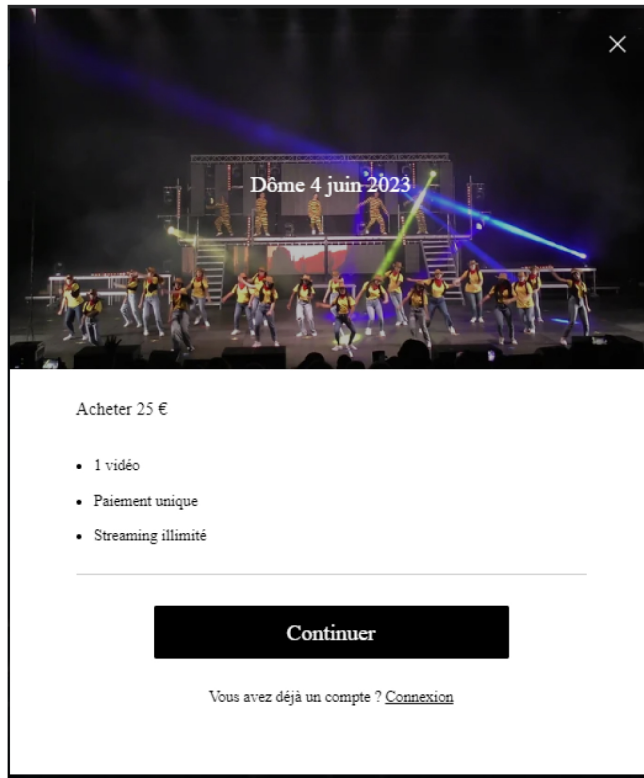 Dôme 4 juin 2023
Acheter 25 €
1 vidéo
Paiement unique
Streaming illimité
Continuer
Vous avez déjà un compte ? Connexion